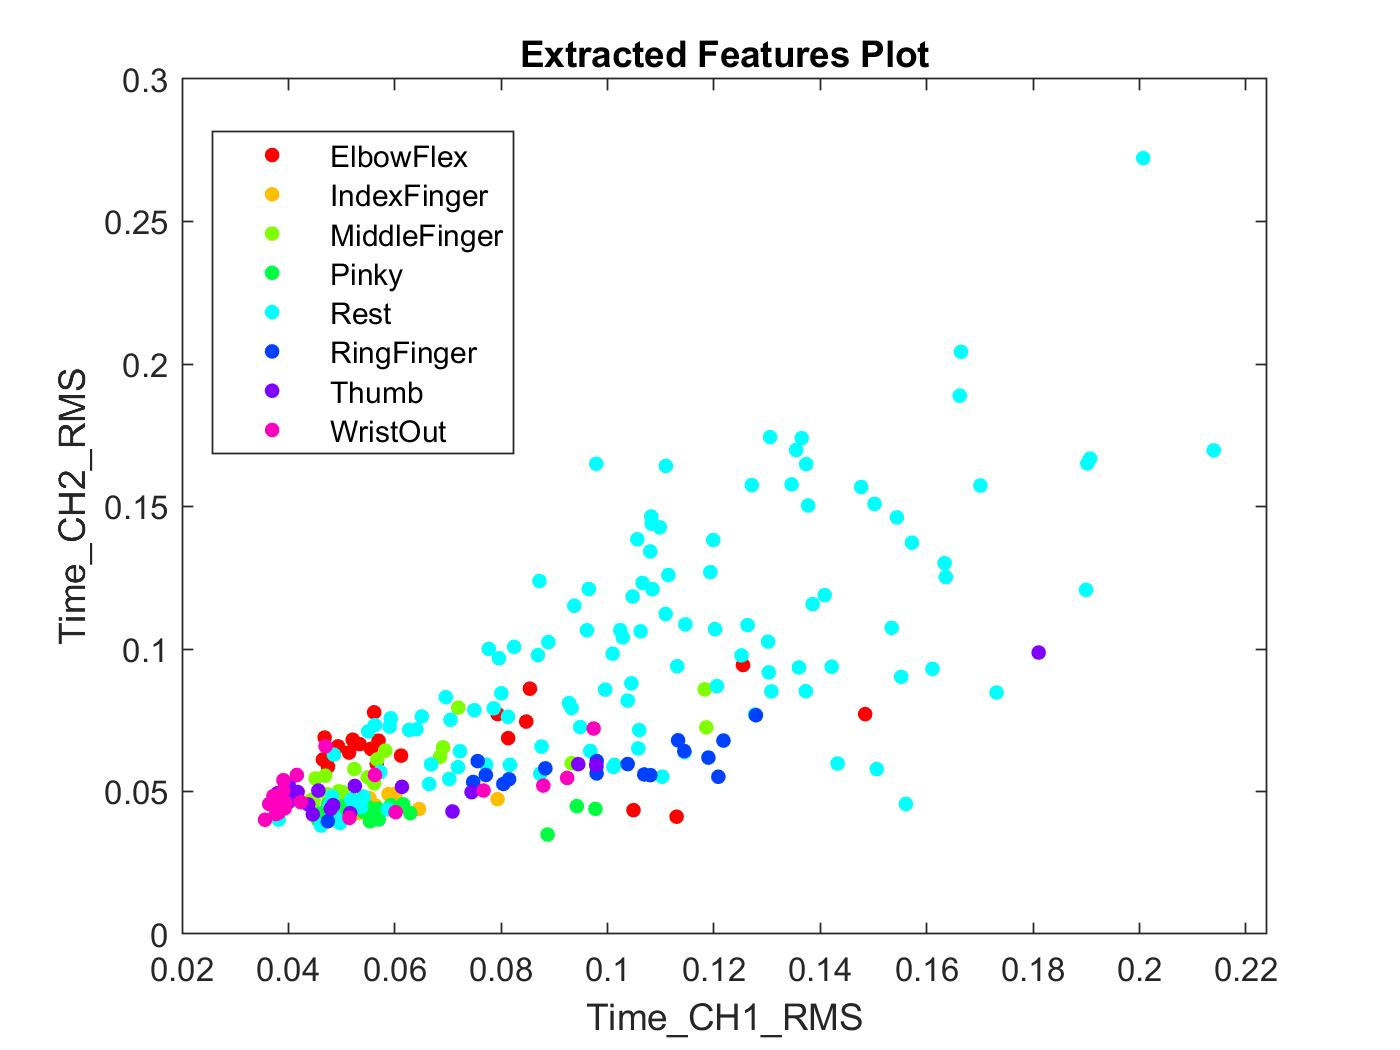 Extracted Features Plot
0.3
0.25
0.2
0.15
0.1
0.05
0
Time_CH2_RMS
ElbowFlex
IndexFinger
MiddleFinger
Pinky
Rest
RingFinger
Thumb
WristOut
0.02 0.04 0.06 0.08 0.1 0.12 0.14 0.16 0.18 0.2 0.22
Time_CH1_RMS